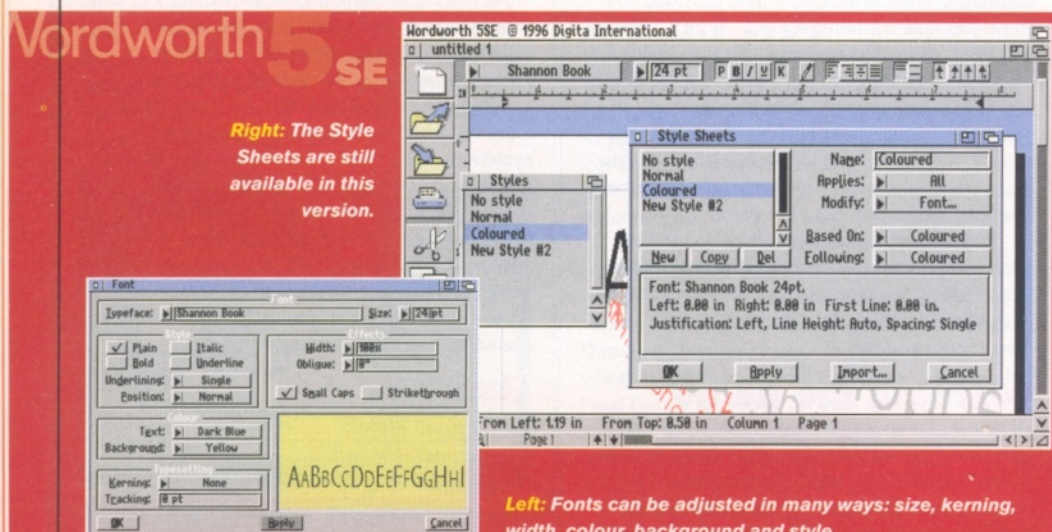 Wordworth 5 SE
Right: The Style
Sheets are still
available in this
version.
Wordworth 5SE © 1996 Digita International
untitled 1
Shannon Book 24 pt P B I U K
Styles
No style
Normal
Coloured
New Style #2
Style Sheets
No style
Normal
Coloured
New Style #2
New Copy Del
Name: Coloured
Applies: All
Modify: Font...
Based On: Coloured
Following: Coloured
Font: Shannon Book 24pt.
Left: 0.00 in Right: 0.00 in First Line: 0.00 in.
Justification: Left, Line Height: Auto, Spacing: Single
OK Apply Import... Cancel
From Left: 1.19 in From Top: 0.50 in Column 1 Page 1
Page 1
Font
Font
Typeface: Shannon Book Size: 24 pt
Style
Plain Italic
Bold Underline
Underlining: Single
Position: Normal
Effects
Width: 100%
Oblique: 0°
Small Caps Strikethrough
Colour
Text: Dark Blue
Background: Yellow
Typesetting
Kerning: None
Tracking: 0 pt
AaBbCcDdEeFfGgHhI
OK Apply Cancel
Left: Fonts can be adjusted in many ways: size, kerning,
width, colour, background and style.